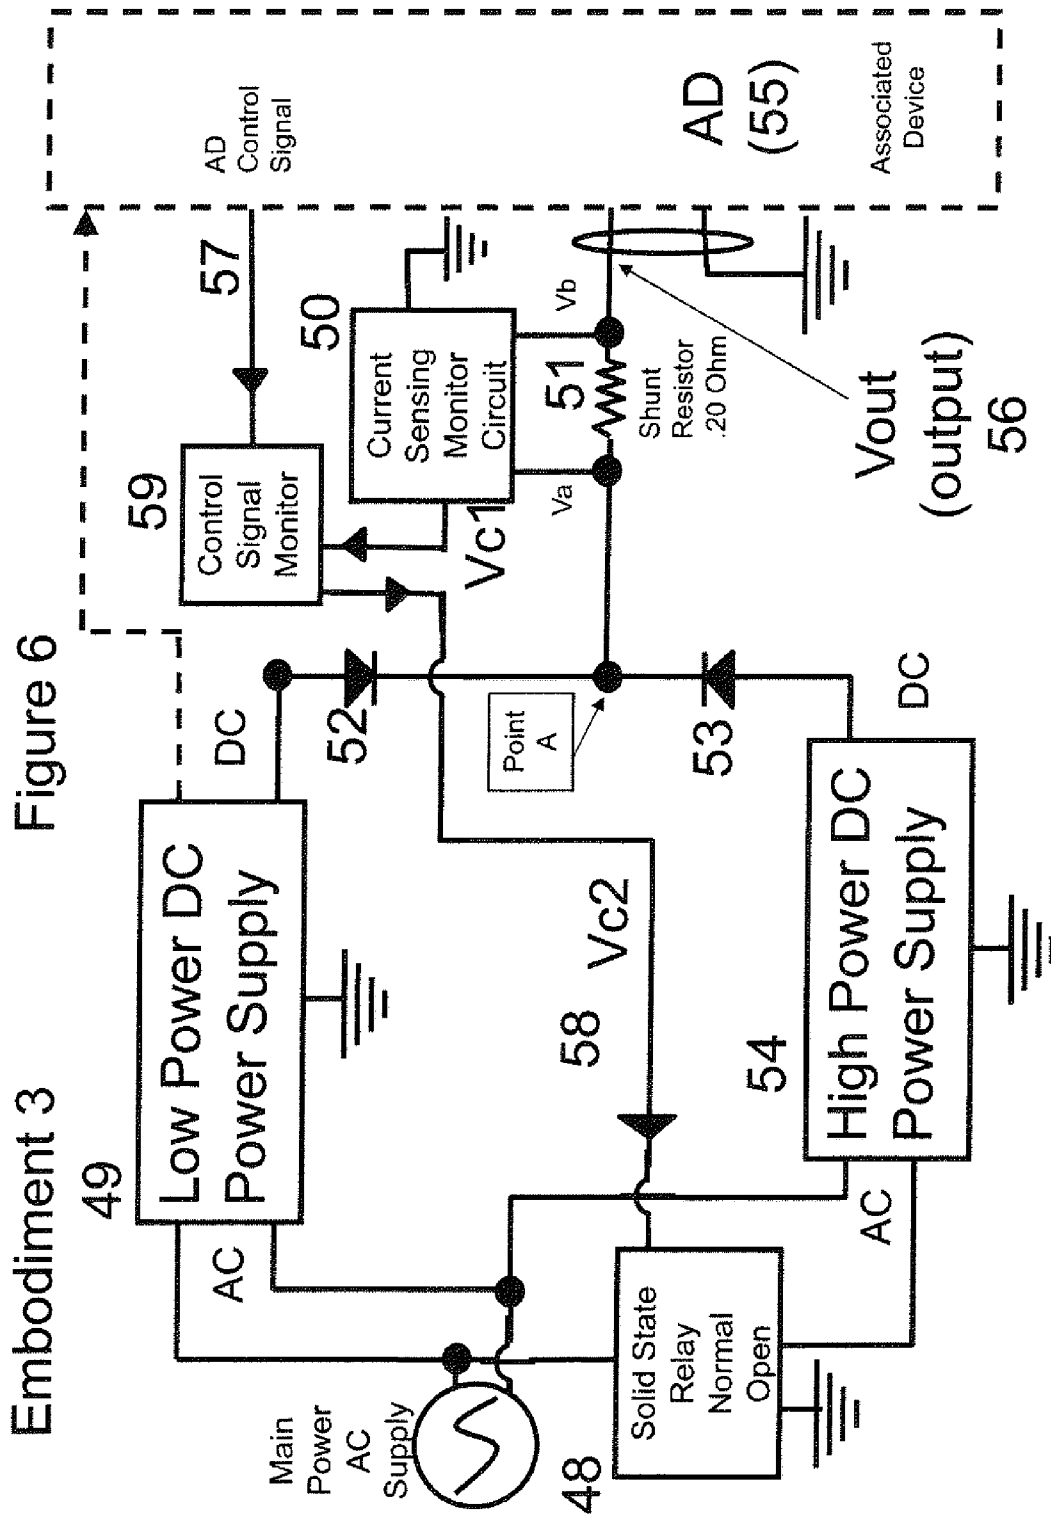 Embodiment 3
Figure 6
49
Low Power DC
Power Supply
AC
DC
Main
Power
AC
Supply
48
Solid State
Relay
Normal
Open
58
Vc2
54
High Power DC
Power Supply
AC
DC
52
53
Point
A
59
Control
Signal
Monitor
57
Vc1
50
Current
Sensing
Monitor
Circuit
Va
Vb
51
Shunt
Resistor
.20 Ohm
Vout
(output)
56
AD
Control
Signal
AD
(55)
Associated
Device